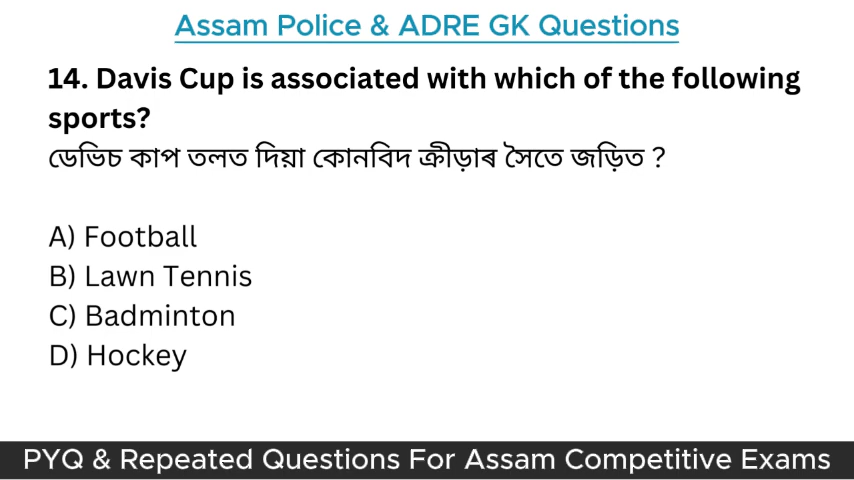 Assam Police & ADRE GK Questions
14. Davis Cup is associated with which of the following
sports?
ডেভিচ কাপ তলত দিয়া কোনবিদ ক্ৰীড়াৰ সৈতে জড়িত ?
A) Football
B) Lawn Tennis
C) Badminton
D) Hockey
PYQ & Repeated Questions For Assam Competitive Exams